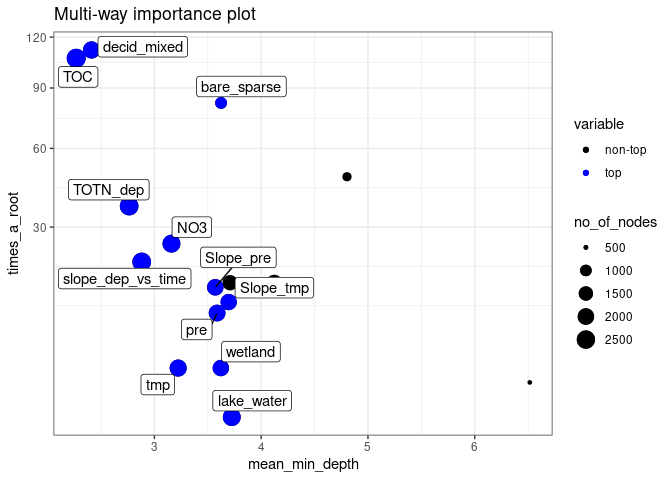 Multi-way importance plot
120
90
60
30
times_a_root
decid_mixed
TOC
bare_sparse
TOTN_dep
NO3
slope_dep_vs_time
Slope_pre
Slope_tmp
pre
wetland
tmp
lake_water
3
4
5
6
mean_min_depth
variable
non-top
top
no_of_nodes
500
1000
1500
2000
2500